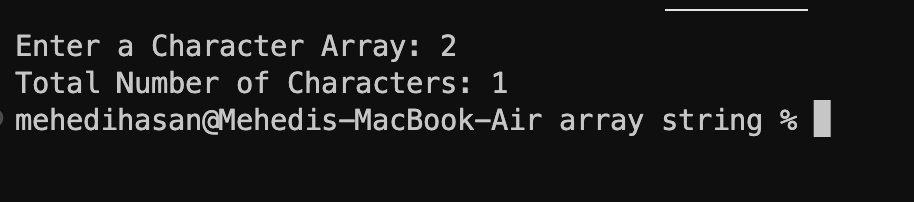 Enter a Character Array: 2
Total Number of Characters: 1
mehedihasan@Mehedis-MacBook-Air array string %